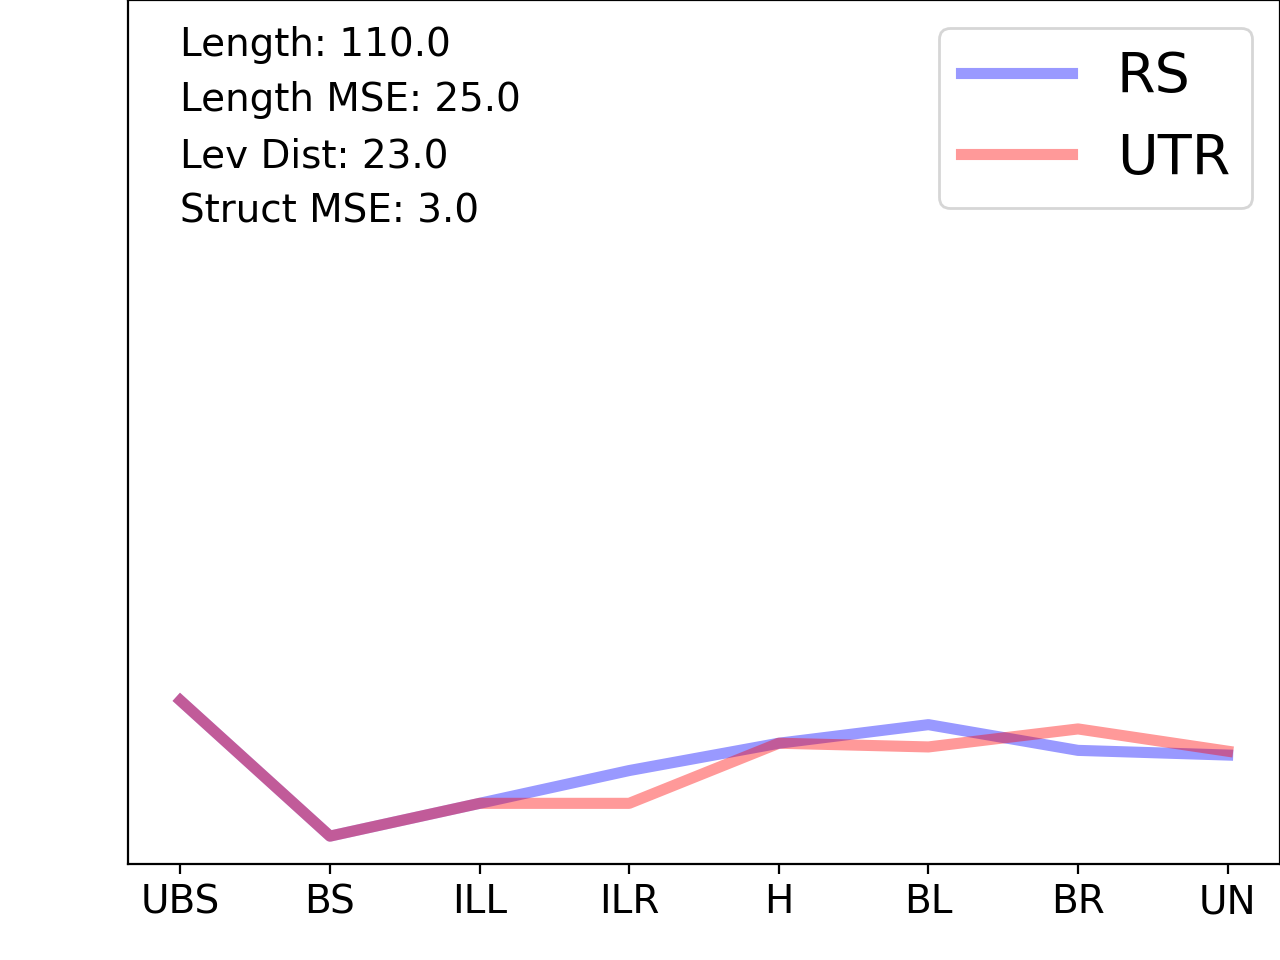 Length: 110.0
Length MSE: 25.0
Lev Dist: 23.0
Struct MSE: 3.0
RS
UTR
UBS BS ILL ILR H BL BR UN